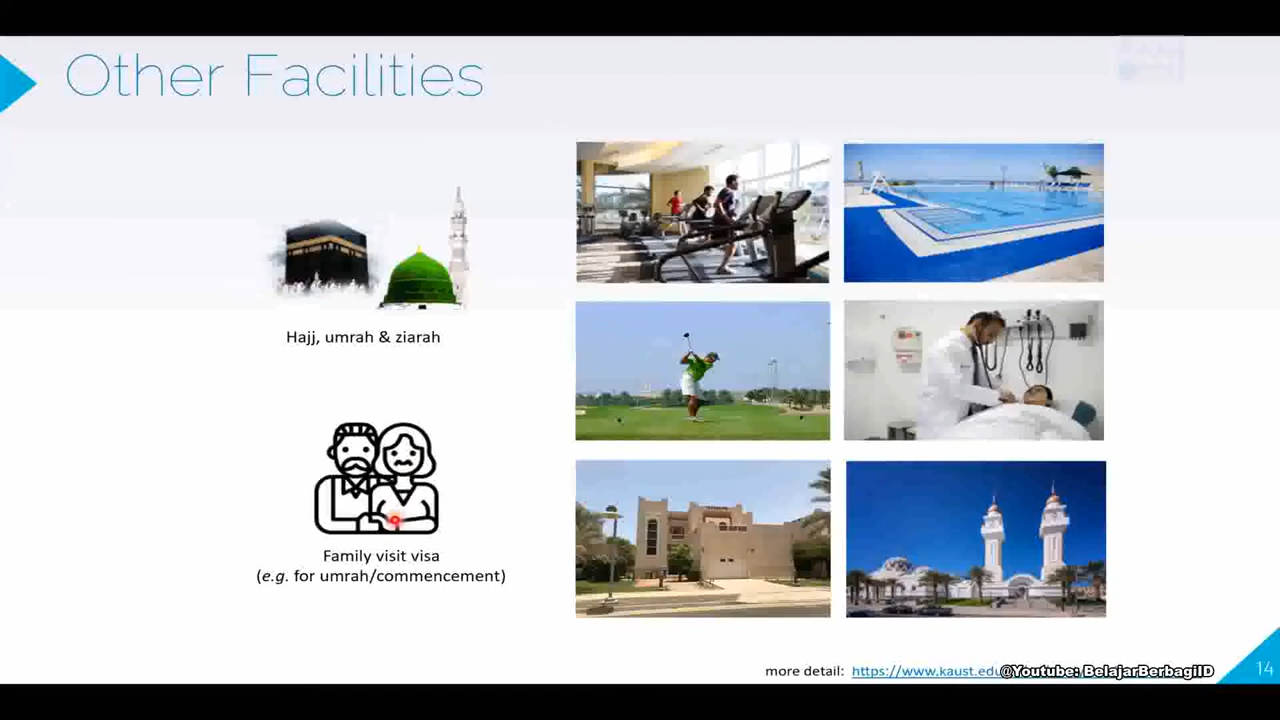 Other Facilities
Hajj, umrah & ziarah
Family visit visa
(e.g. for umrah/commencement)
more detail: https://www.kaust.edu
@Youtube: BelajarBerbagiID
14